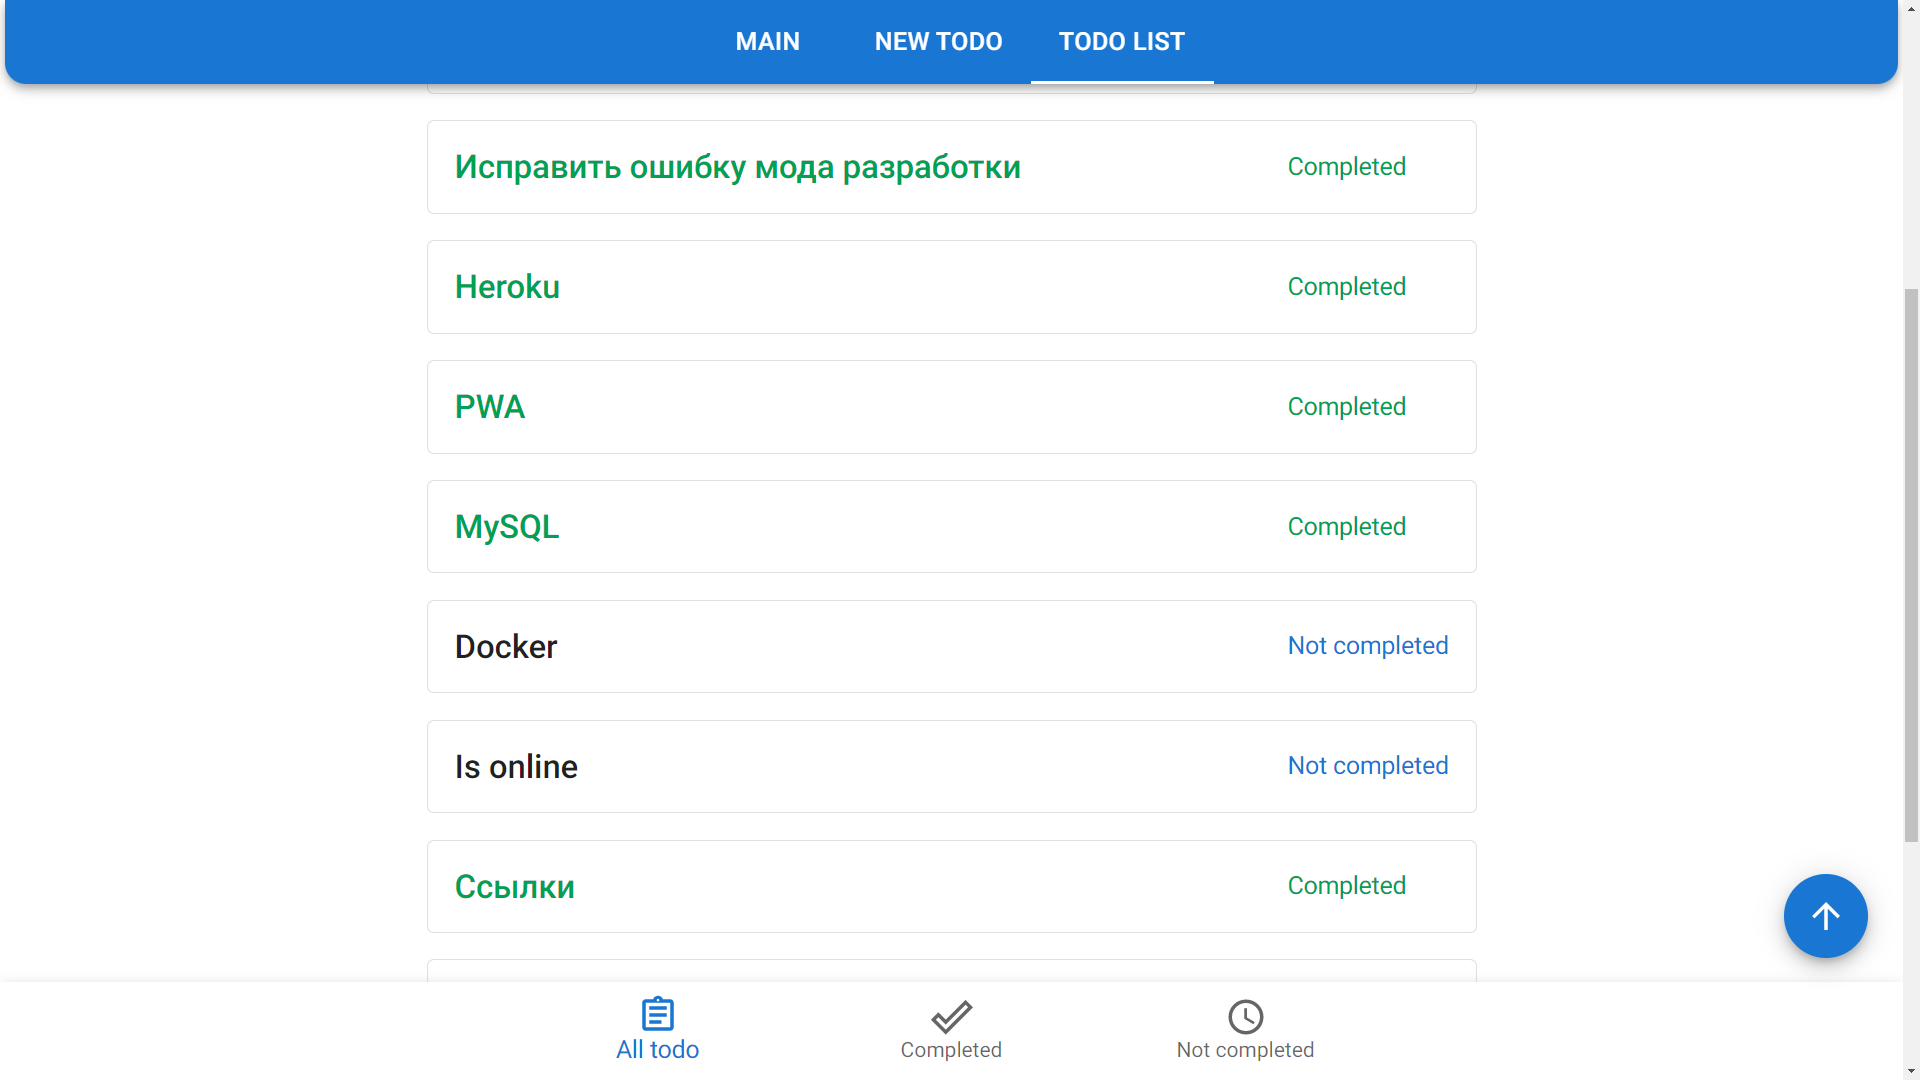 MAIN NEW TODO TODO LIST
Исправить ошибку мода разработки Completed
Heroku Completed
PWA Completed
MySQL Completed
Docker Not completed
Is online Not completed
Ссылки Completed
All todo Completed Not completed